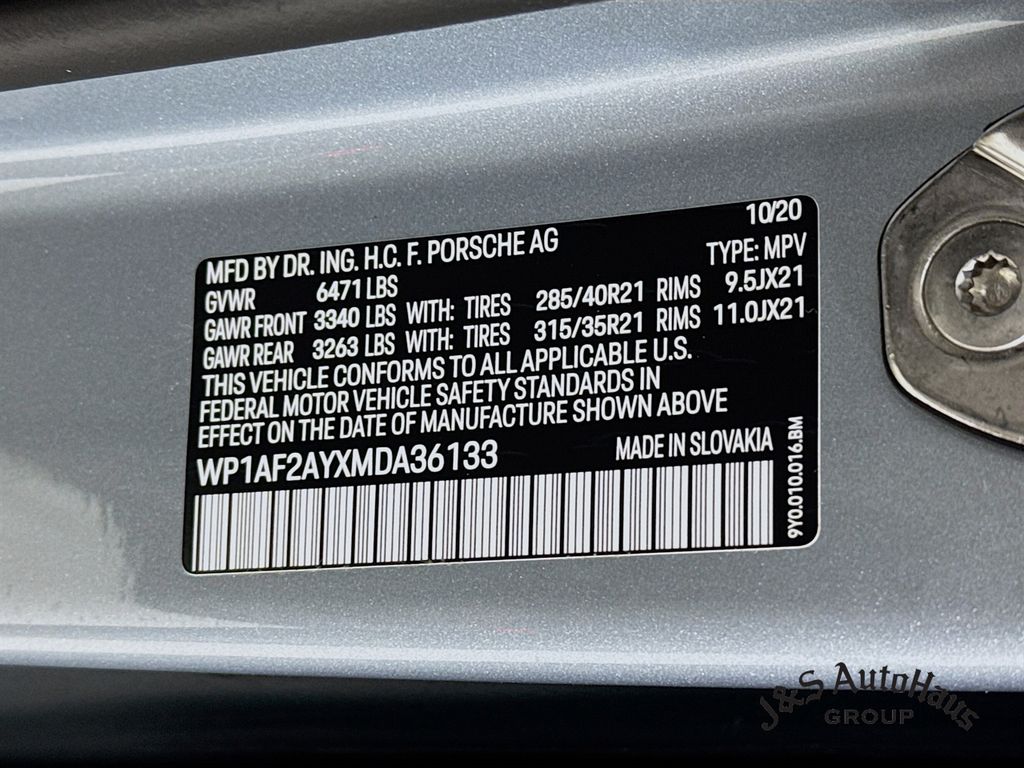 10/20
MFD BY DR. ING. H.C. F. PORSCHE AG
TYPE: MPV
GVWR 6471 LBS
GAWR FRONT 3340 LBS WITH: TIRES 285/40R21 RIMS 9.5JX21
GAWR REAR 3263 LBS WITH: TIRES 315/35R21 RIMS 11.0JX21
THIS VEHICLE CONFORMS TO ALL APPLICABLE U.S.
FEDERAL MOTOR VEHICLE SAFETY STANDARDS IN
EFFECT ON THE DATE OF MANUFACTURE SHOWN ABOVE
WP1AF2AYXMDA36133 MADE IN SLOVAKIA
9Y0.010.016.BM
J&S AutoHaus
GROUP